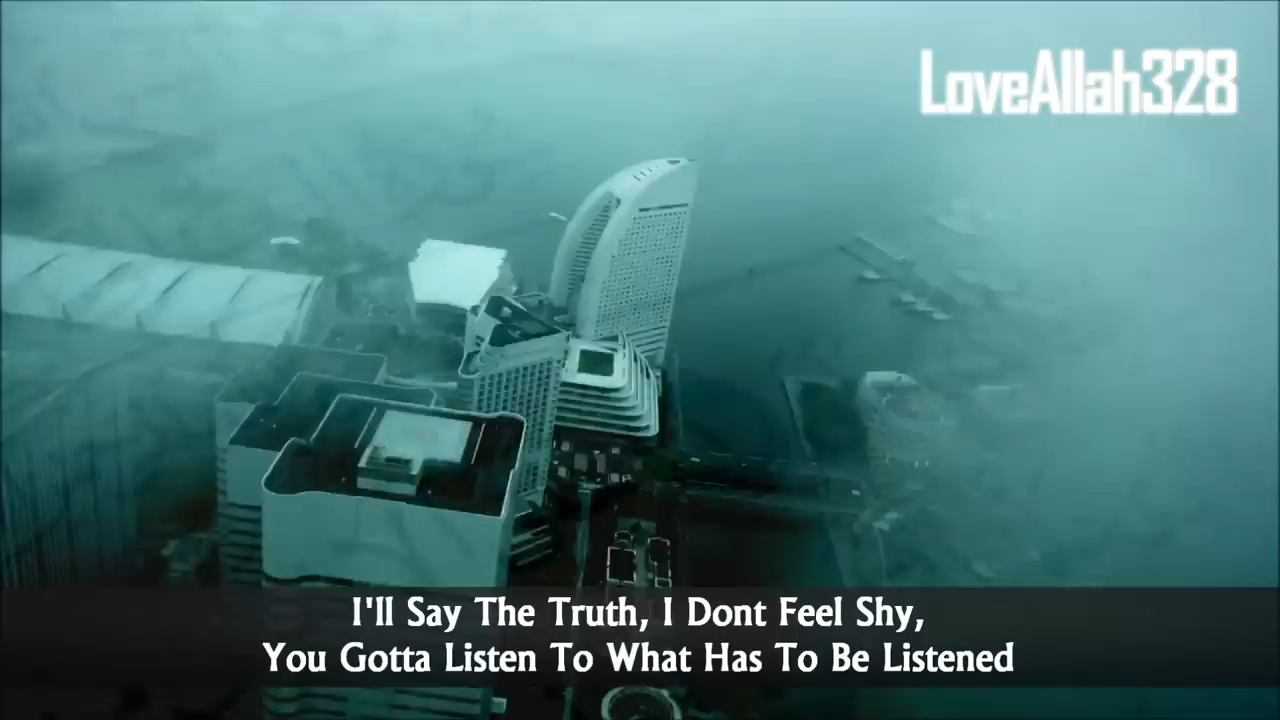 LoveAllah328
I'll Say The Truth, I Dont Feel Shy,
You Gotta Listen To What Has To Be Listened